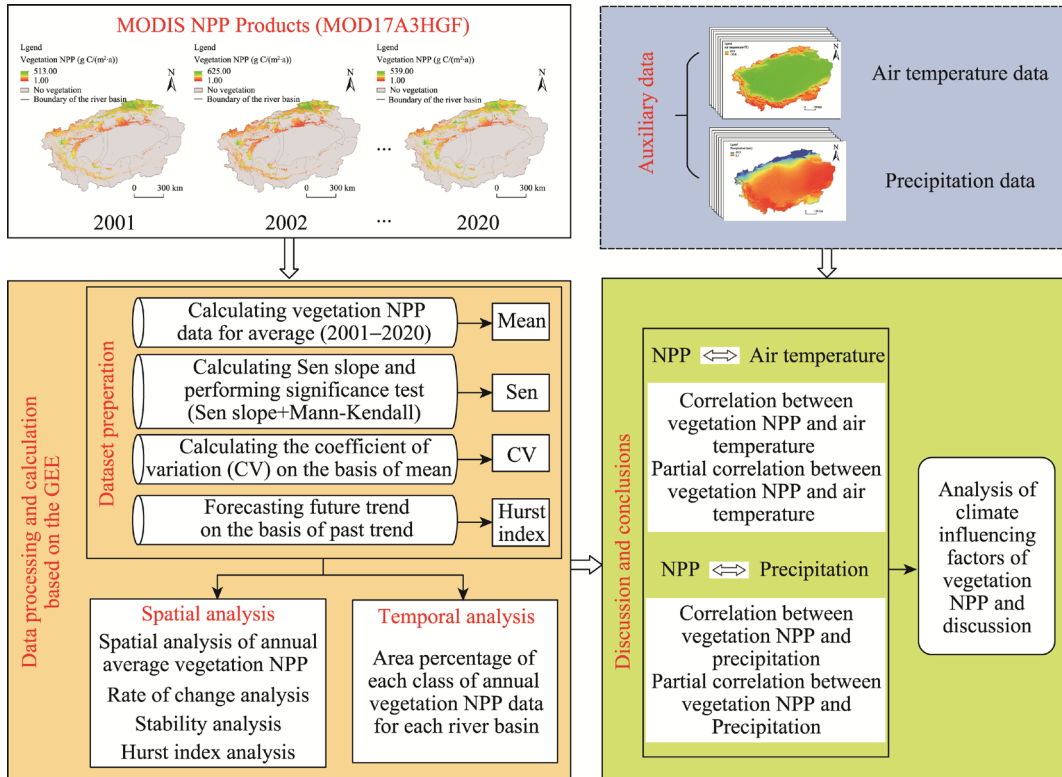 MODIS NPP Products (MOD17A3HGF)
Lgend
Vegetation NPP (g C/(m²·a))
513.00
1.00
No vegetation
Boundary of the river basin
N
300 km
2001
Lgend
Vegetation NPP (g C/(m²·a))
625.00
1.00
No vegetation
Boundary of the river basin
N
300 km
2002
...
...
Lgend
Vegetation NPP (g C/(m²·a))
539.00
1.00
No vegetation
Boundary of the river basin
N
300 km
2020
Auxiliary data
N
Air temperature data
N
Precipitation data
Data processing and calculation
based on the GEE
Dataset preperation
Calculating vegetation NPP
data for average (2001–2020)
Mean
Calculating Sen slope and
performing significance test
(Sen slope+Mann-Kendall)
Sen
Calculating the coefficient of
variation (CV) on the basis of mean
CV
Forecasting future trend
on the basis of past trend
Hurst
index
Spatial analysis
Spatial analysis of annual
average vegetation NPP
Rate of change analysis
Stability analysis
Hurst index analysis
Temporal analysis
Area percentage of
each class of annual
vegetation NPP data
for each river basin
Discussion and conclusions
NPP Air temperature
Correlation between
vegetation NPP and air
temperature
Partial correlation between
vegetation NPP and air
temperature
NPP Precipitation
Correlation between
vegetation NPP and
precipitation
Partial correlation between
vegetation NPP and
Precipitation
Analysis of
climate
influencing
factors of
vegetation
NPP and
discussion